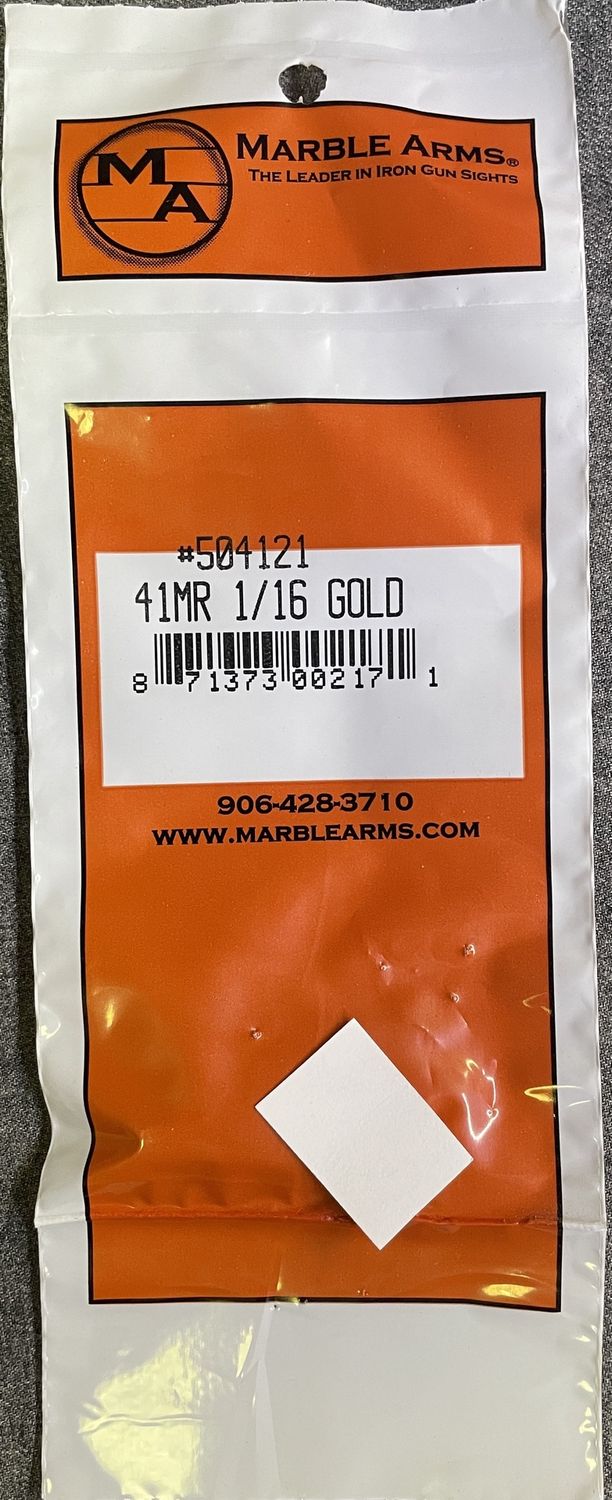 MA
MARBLE ARMS®
THE LEADER IN IRON GUN SIGHTS
#504121
41MR 1/16 GOLD
8 71373 00217 1
906-428-3710
WWW.MARBLEARMS.COM